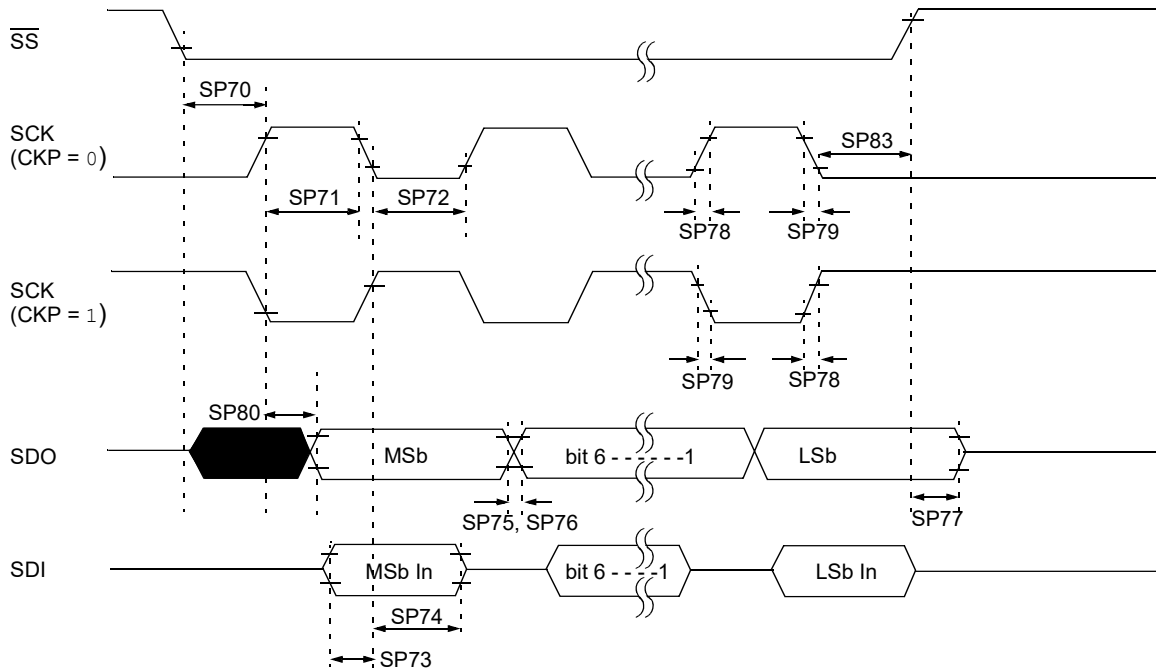 SS
SP70
SCK
(CKP = 0)
SP83
SP71
SP72
SP78
SP79
SCK
(CKP = 1)
SP79
SP78
SP80
SDO
MSb
bit 6 - - - - - -1
LSb
SP75, SP76
SP77
SDI
MSb In
bit 6 - - - - -1
LSb In
SP74
SP73